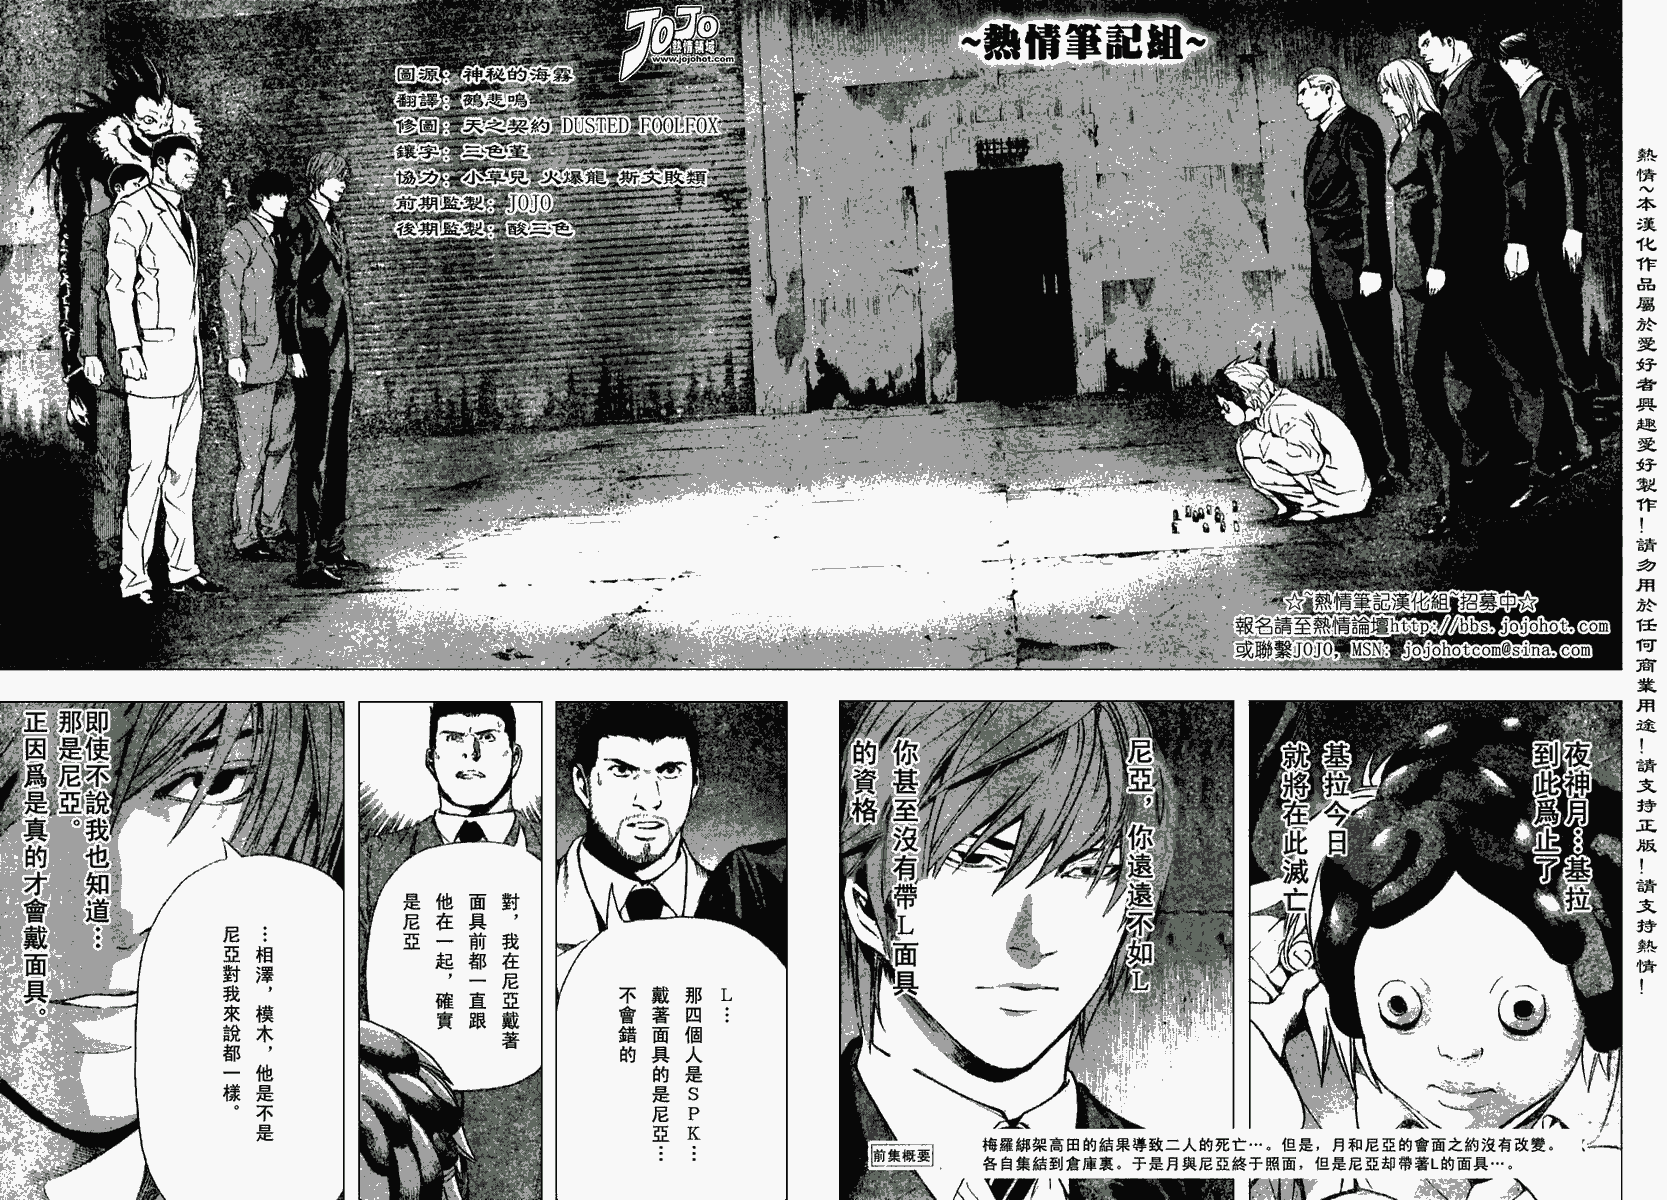 JOJO
熱情領域
www.jojohot.com
~熱情筆記組~
圖源：神秘的海霧
翻譯：鶴悲鳴
修圖：天之契約 DUSTED FOOLFOX
鑲字：三色堇
協力：小草兒 火爆龍 斯文敗類
前期監製：JOJO
後期監製：酸三色
熱情~本漢化作品屬於愛好者興趣愛好製作！請勿用於任何商業用途！請支持正版！請支持熱情！
☆~熱情筆記漢化組~招募中☆
報名請至熱情論壇http://bbs.jojohot.com
或聯繫JOJO, MSN: jojohotcom@sina.com
夜神月…基拉
到此爲止了
基拉今日
就將在此滅亡
尼亞，你遠遠不如L
你甚至沒有帶L面具
的資格
前集概要
梅羅綁架高田的結果導致二人的死亡…。但是，月和尼亞的會面之約沒有改變。
各自集結到倉庫裏。于是月與尼亞終于照面，但是尼亞却帶著L的面具…。
L…
那四個人是SPK…
戴著面具的是尼亞…
不會錯的
對，我在尼亞戴著
面具前都一直跟
他在一起，確實
是尼亞
…相澤，模木，他是不是
尼亞對我來說都一樣。
即使不說我也知道…
那是尼亞。
正因爲是真的才會戴面具。